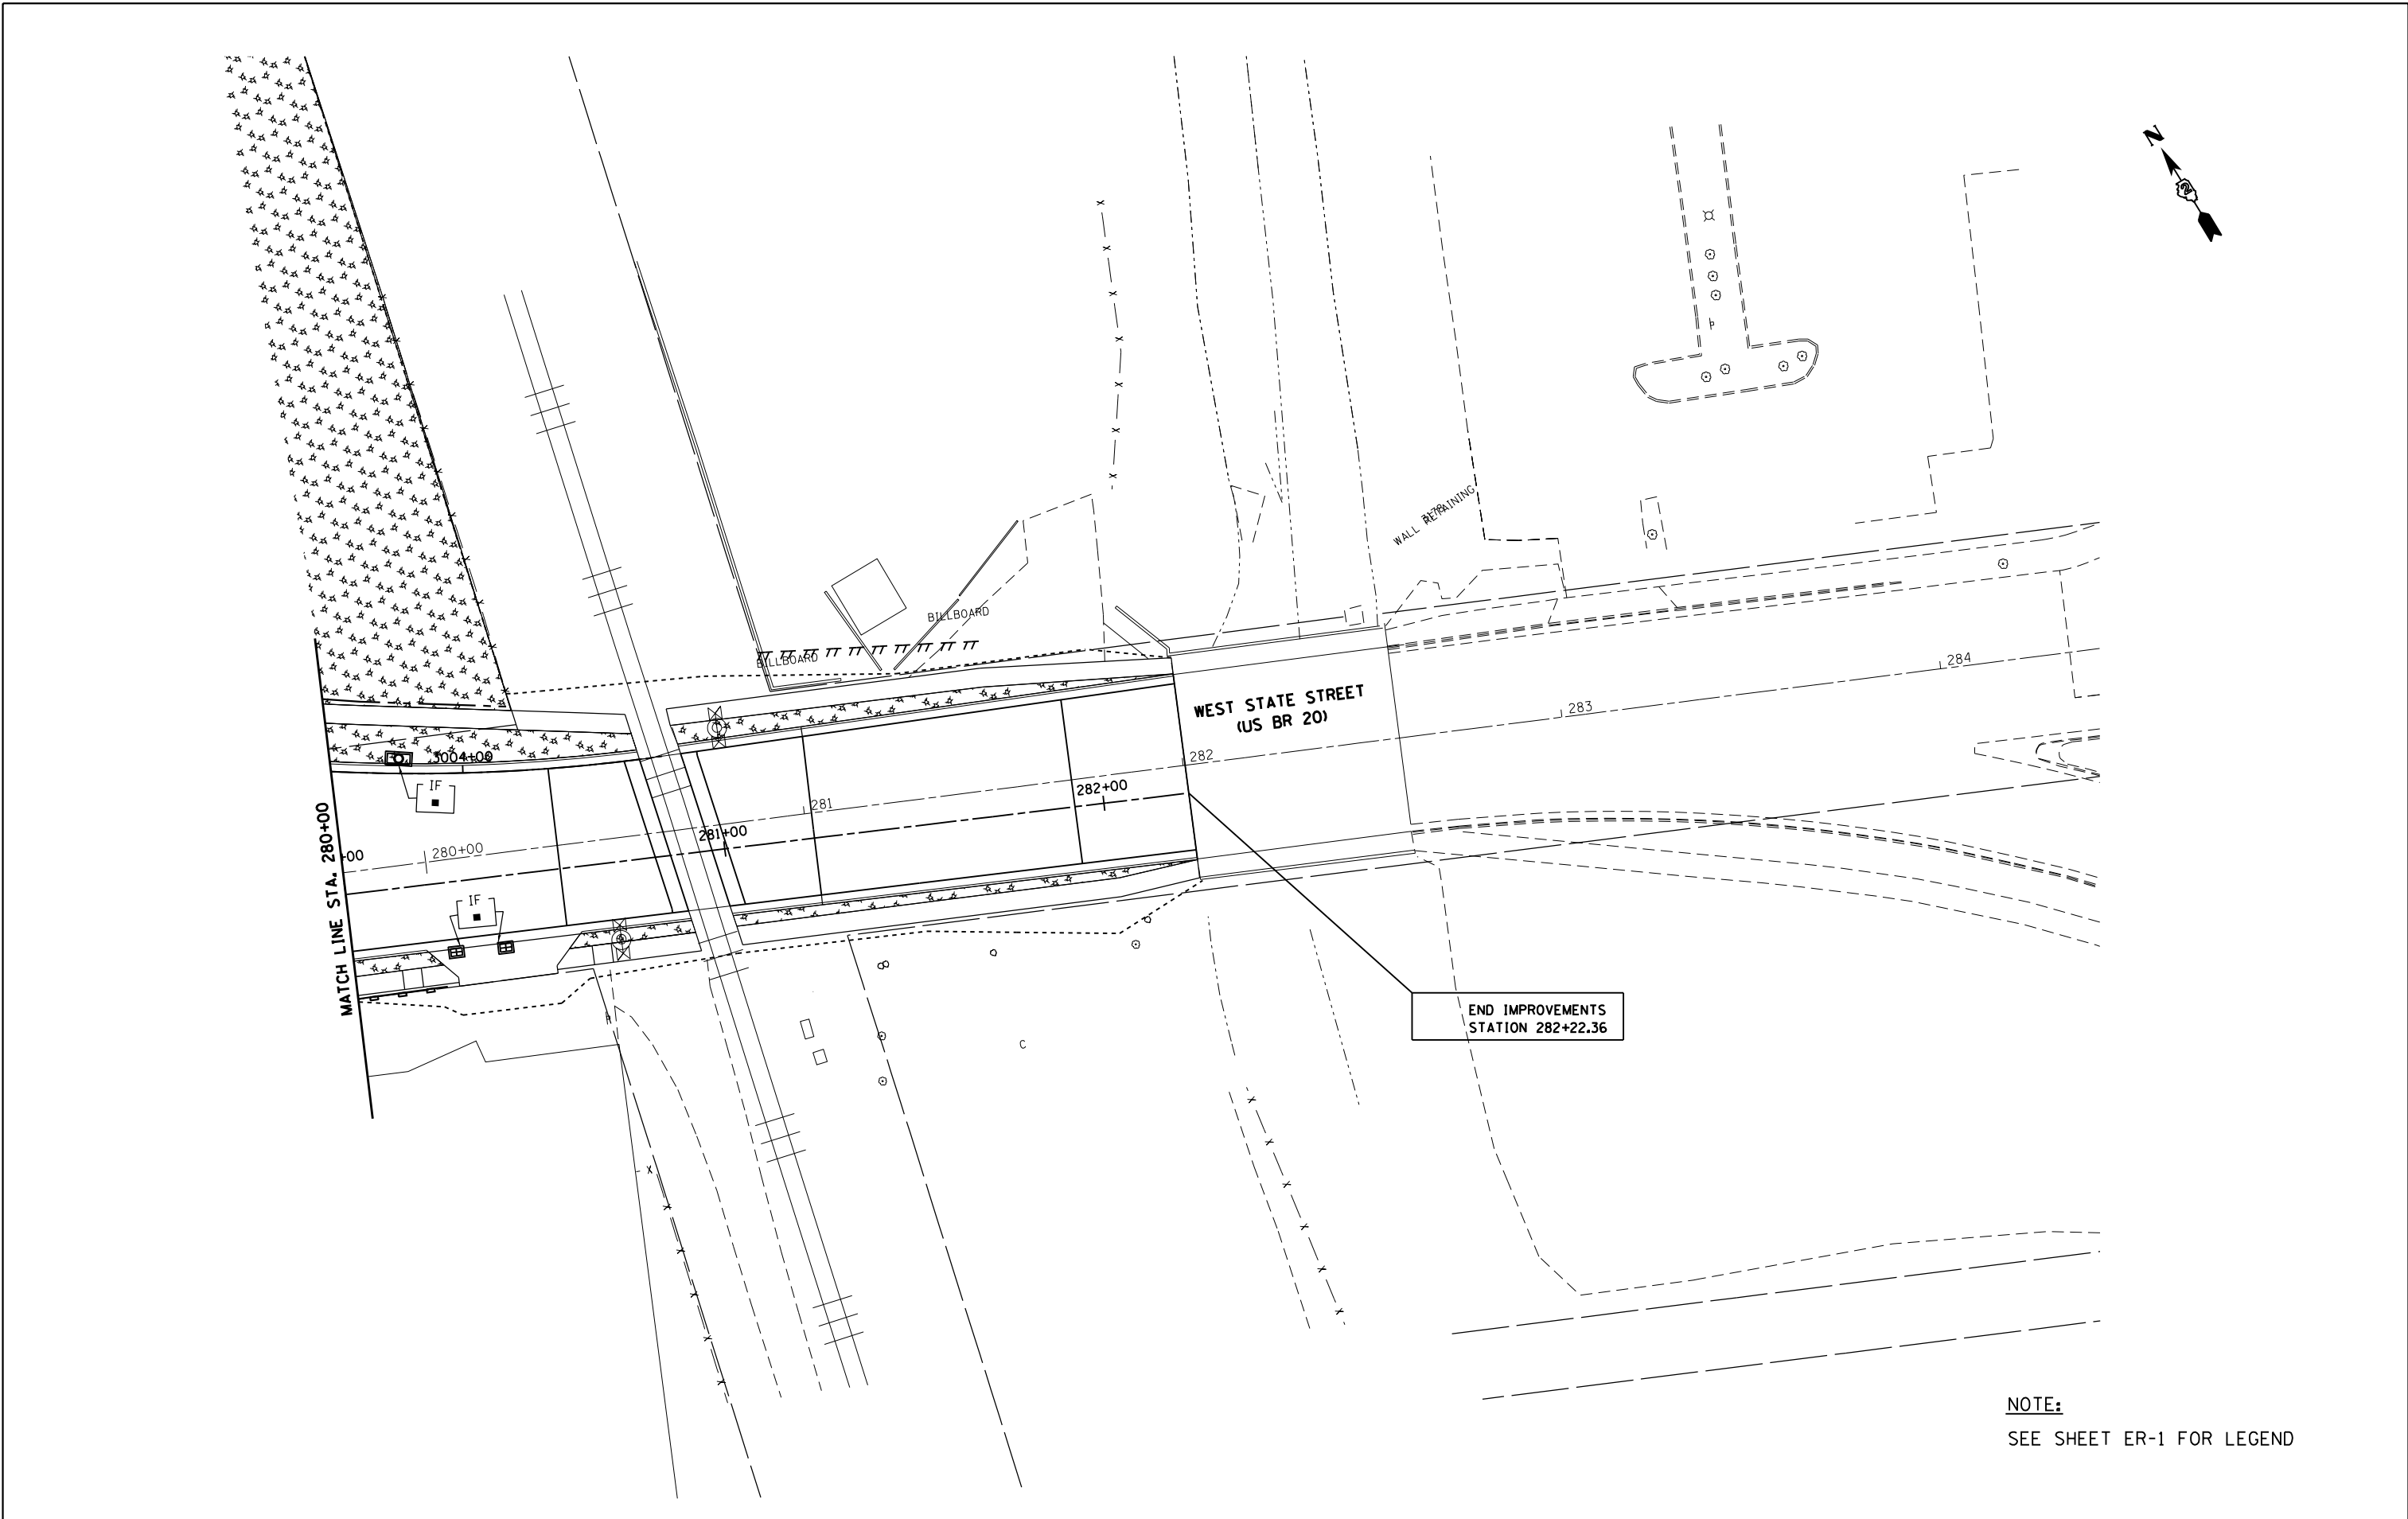 N
2
WALL RETAINING
BILLBOARD
BILLBOARD
284
283
WEST STATE STREET
(US BR 20)
282
282+00
281
281+00
3004+00
IF
280+00
+00
IF
MATCH LINE STA. 280+00
C
END IMPROVEMENTS
STATION 282+22.36
NOTE:
SEE SHEET ER-1 FOR LEGEND